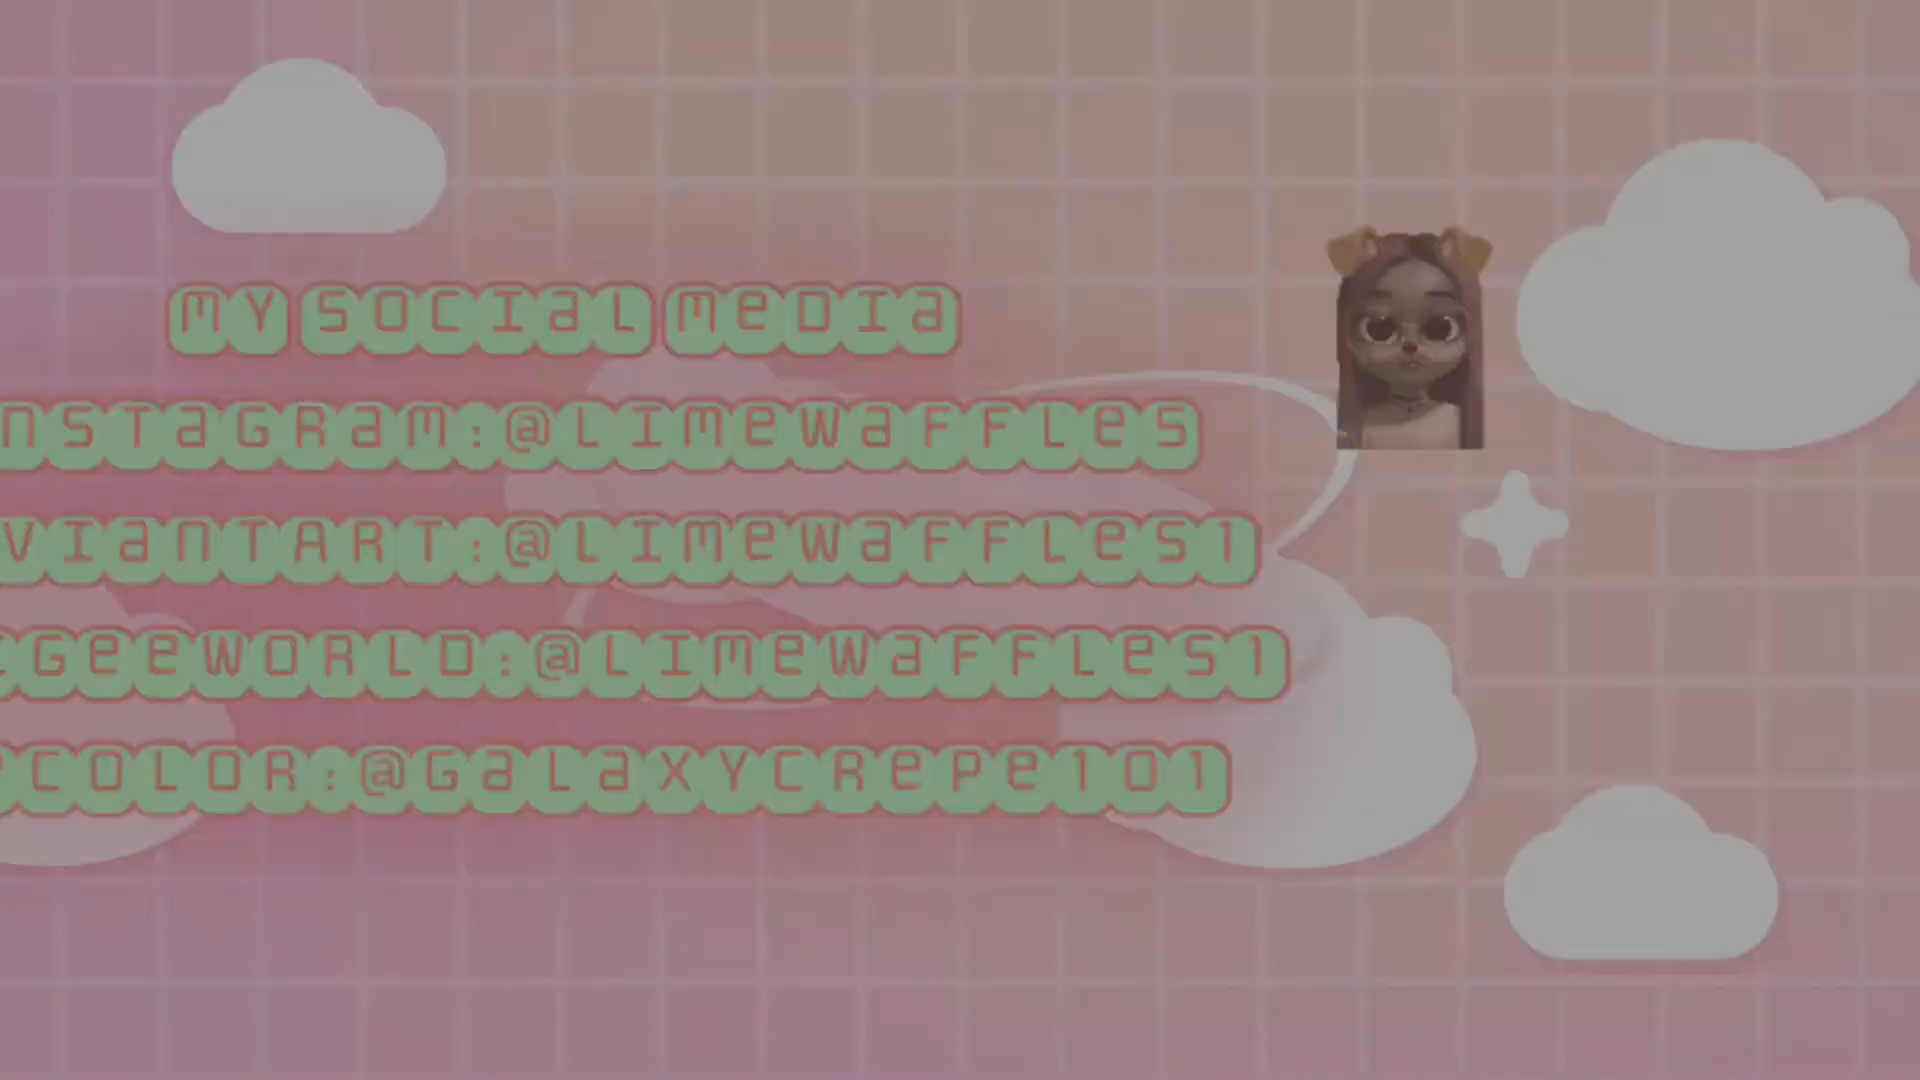 MY SOCIAL MEDIA
NSTAGRAM:@LIMEWAFFLES
VIANTART:@LIMEWAFFLES1
GEEWORLD:@LIMEWAFFLES1
COLOR:@GALAXYCREPE101